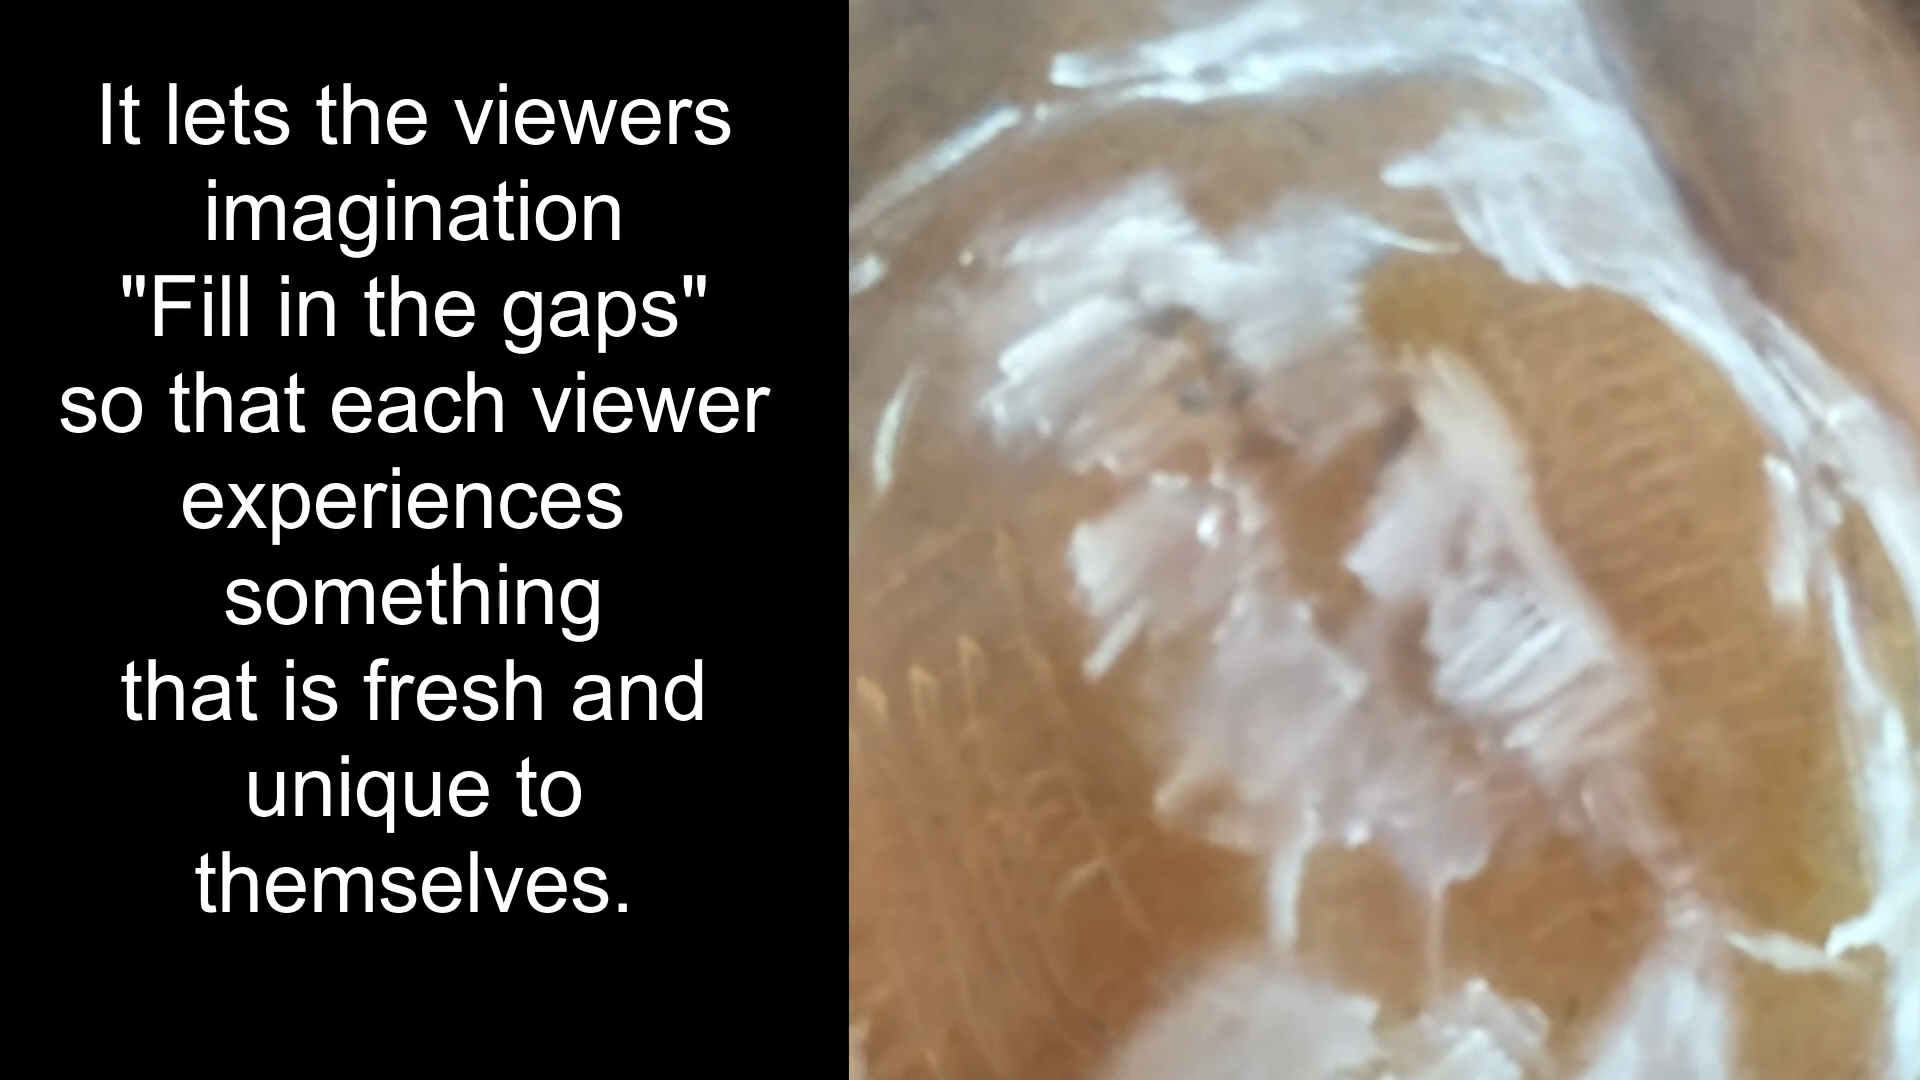 It lets the viewers
imagination
"Fill in the gaps"
so that each viewer
experiences
something
that is fresh and
unique to
themselves.